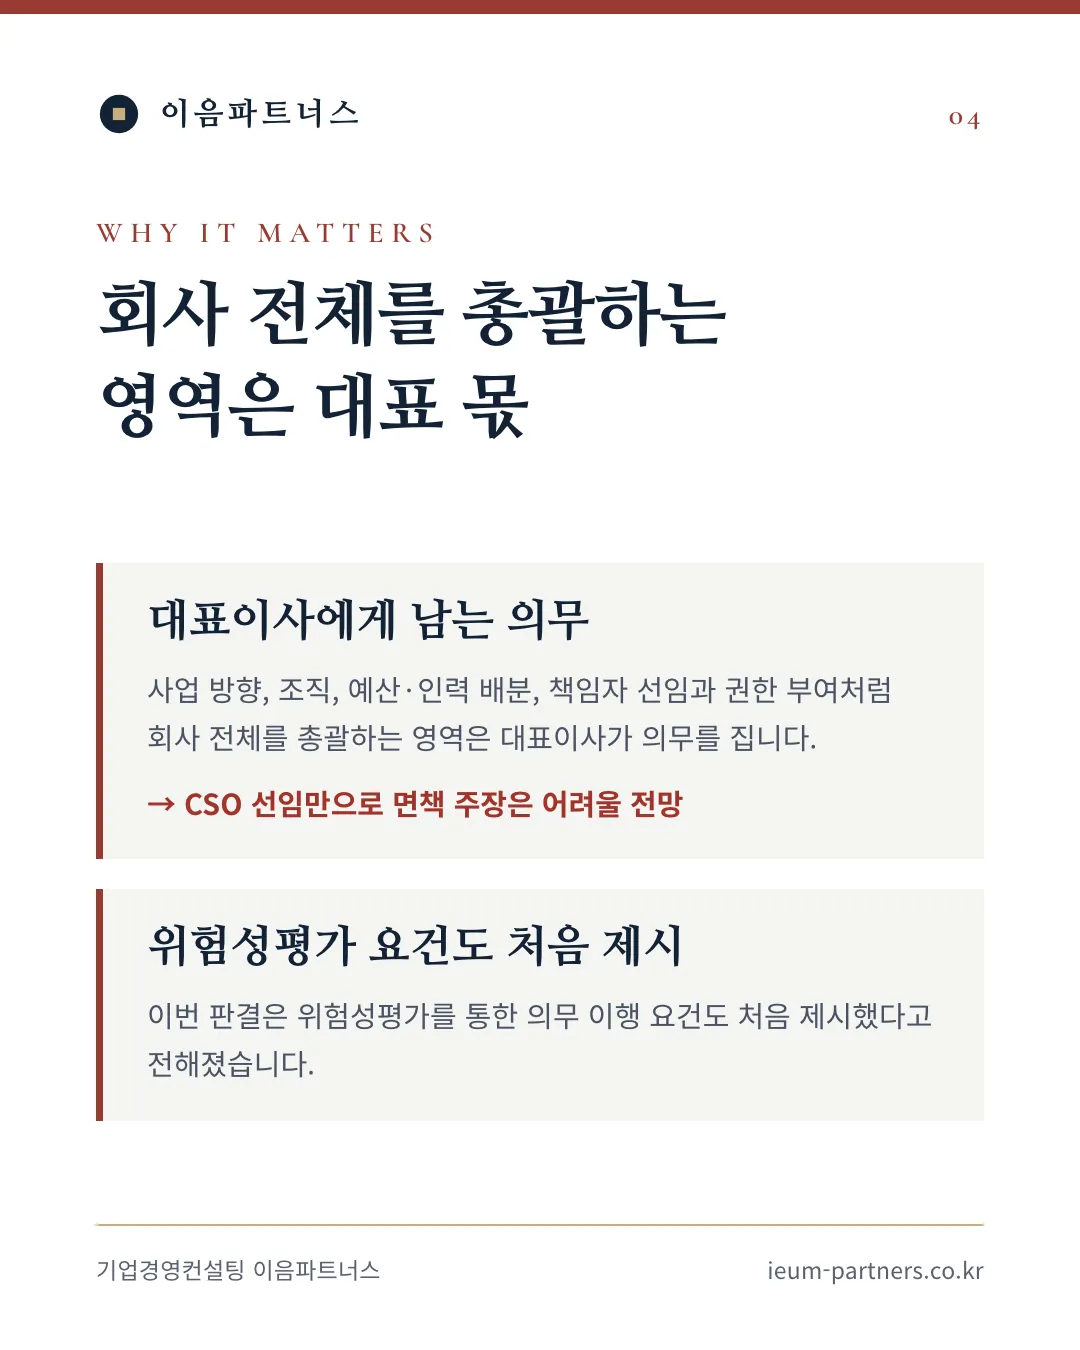 이음파트너스
04
WHY IT MATTERS
회사 전체를 총괄하는
영역은 대표 몫
대표이사에게 남는 의무
사업 방향, 조직, 예산·인력 배분, 책임자 선임과 권한 부여처럼
회사 전체를 총괄하는 영역은 대표이사가 의무를 집니다.
→ CSO 선임만으로 면책 주장은 어려울 전망
위험성평가 요건도 처음 제시
이번 판결은 위험성평가를 통한 의무 이행 요건도 처음 제시했다고
전해졌습니다.
기업경영컨설팅 이음파트너스
ieum-partners.co.kr